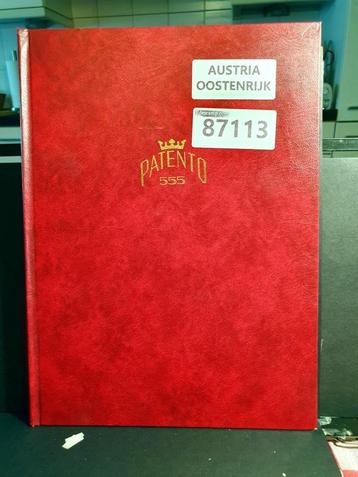 AUSTRIA
OOSTENRIJK
87113
PATENTO
555